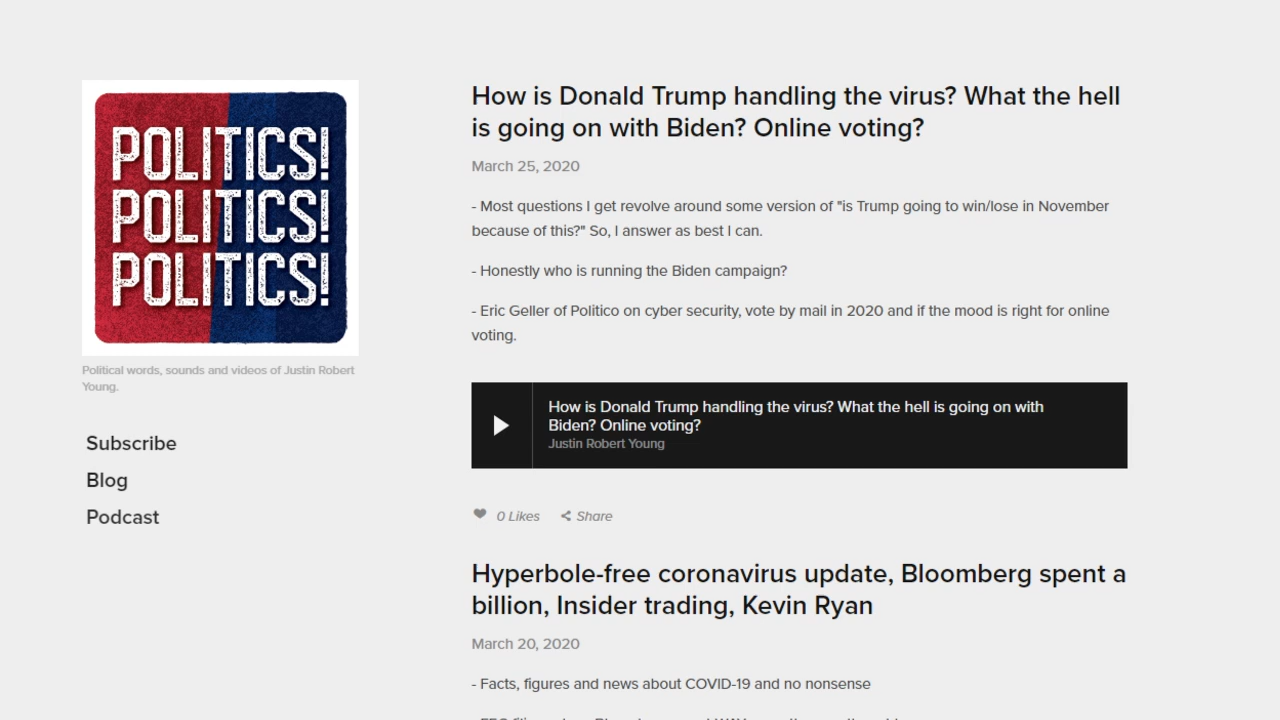 POLITICS!
POLITICS!
POLITICS!
Political words, sounds and videos of Justin Robert
Young.
Subscribe
Blog
Podcast
How is Donald Trump handling the virus? What the hell
is going on with Biden? Online voting?
March 25, 2020
- Most questions I get revolve around some version of "is Trump going to win/lose in November
because of this?" So, I answer as best I can.
- Honestly who is running the Biden campaign?
- Eric Geller of Politico on cyber security, vote by mail in 2020 and if the mood is right for online
voting.
How is Donald Trump handling the virus? What the hell is going on with
Biden? Online voting?
Justin Robert Young
0 Likes Share
Hyperbole-free coronavirus update, Bloomberg spent a
billion, Insider trading, Kevin Ryan
March 20, 2020
- Facts, figures and news about COVID-19 and no nonsense